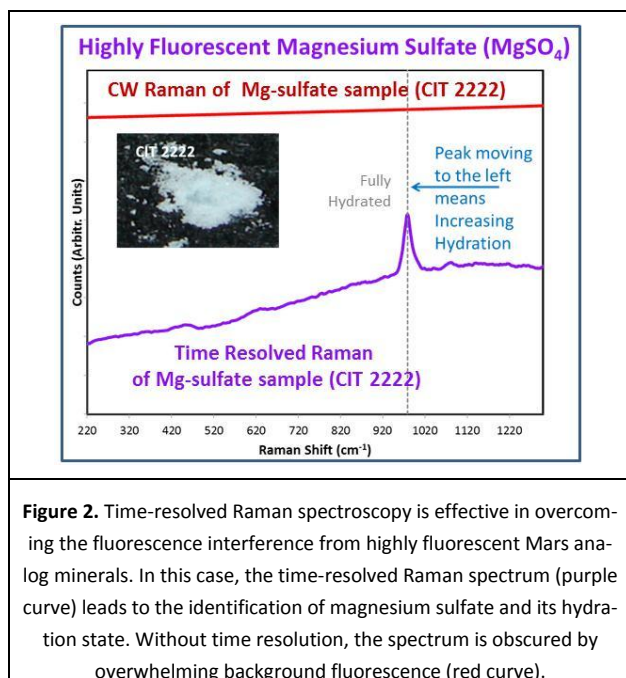 Highly Fluorescent Magnesium Sulfate (MgSO₄)
CW Raman of Mg-sulfate sample (CIT 2222)
CIT 2222
Fully
Hydrated
Peak moving
to the left
means
Increasing
Hydration
Counts (Arbitr. Units)
Time Resolved Raman
of Mg-sulfate sample (CIT 2222)
220 320 420 520 620 720 820 920 1020 1120 1220
Raman Shift (cm⁻¹)
Figure 2. Time-resolved Raman spectroscopy is effective in overcom-
ing the fluorescence interference from highly fluorescent Mars ana-
log minerals. In this case, the time-resolved Raman spectrum (purple
curve) leads to the identification of magnesium sulfate and its hydra-
tion state. Without time resolution, the spectrum is obscured by
overwhelming background fluorescence (red curve).